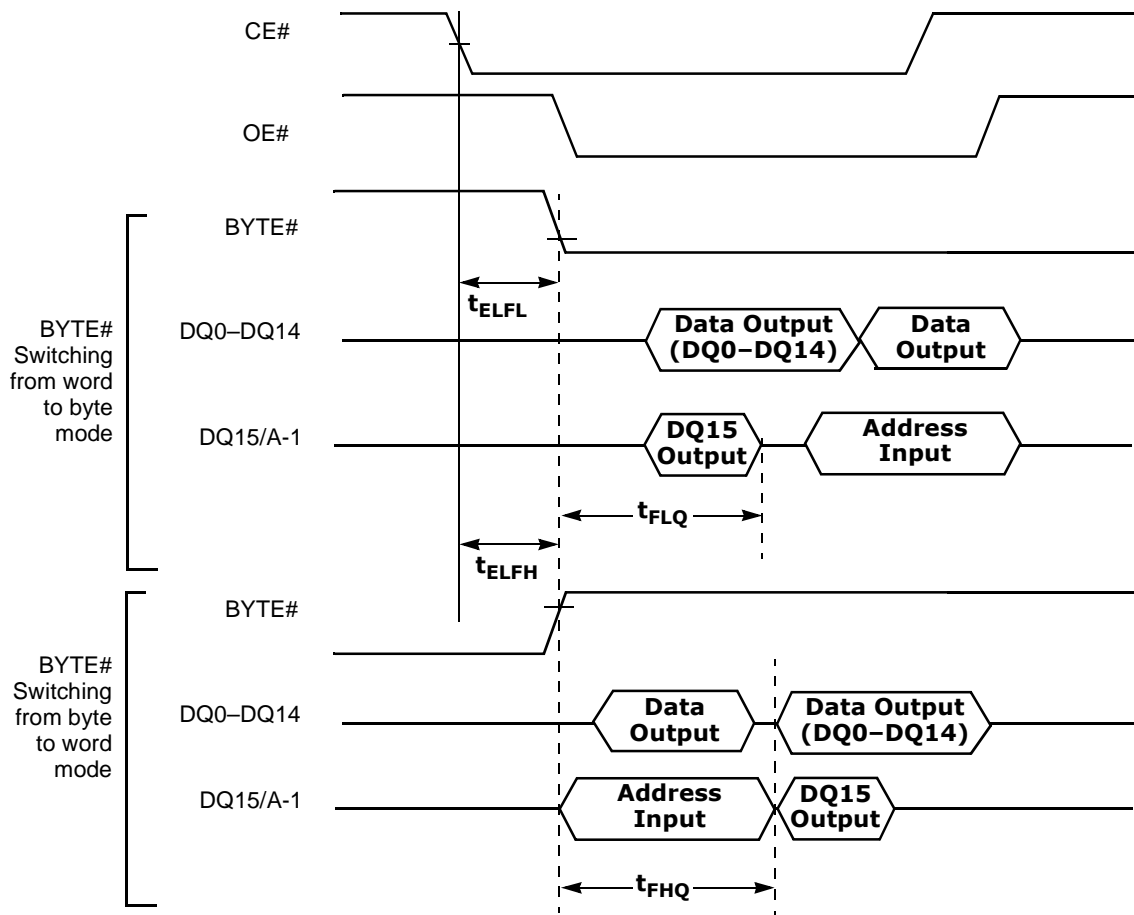 CE#
OE#
BYTE#
tELFL
BYTE#
Switching
from word
to byte
mode
DQ0–DQ14
Data Output
(DQ0–DQ14)
Data
Output
DQ15/A-1
DQ15
Output
Address
Input
tFLQ
tELFH
BYTE#
BYTE#
Switching
from byte
to word
mode
DQ0–DQ14
Data
Output
Data Output
(DQ0–DQ14)
DQ15/A-1
Address
Input
DQ15
Output
tFHQ